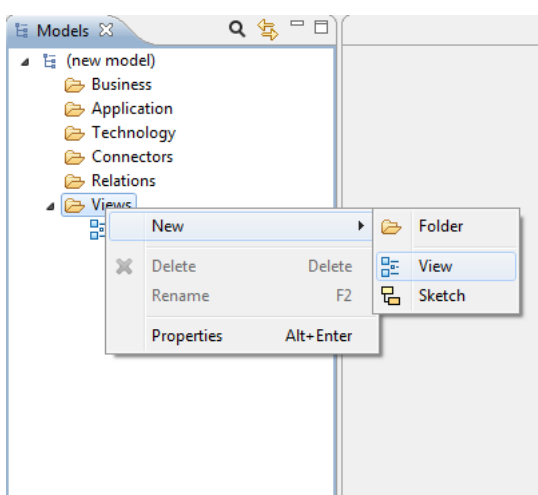 Models
(new model)
Business
Application
Technology
Connectors
Relations
Views
New
Delete Delete
Rename F2
Properties Alt+Enter
Folder
View
Sketch